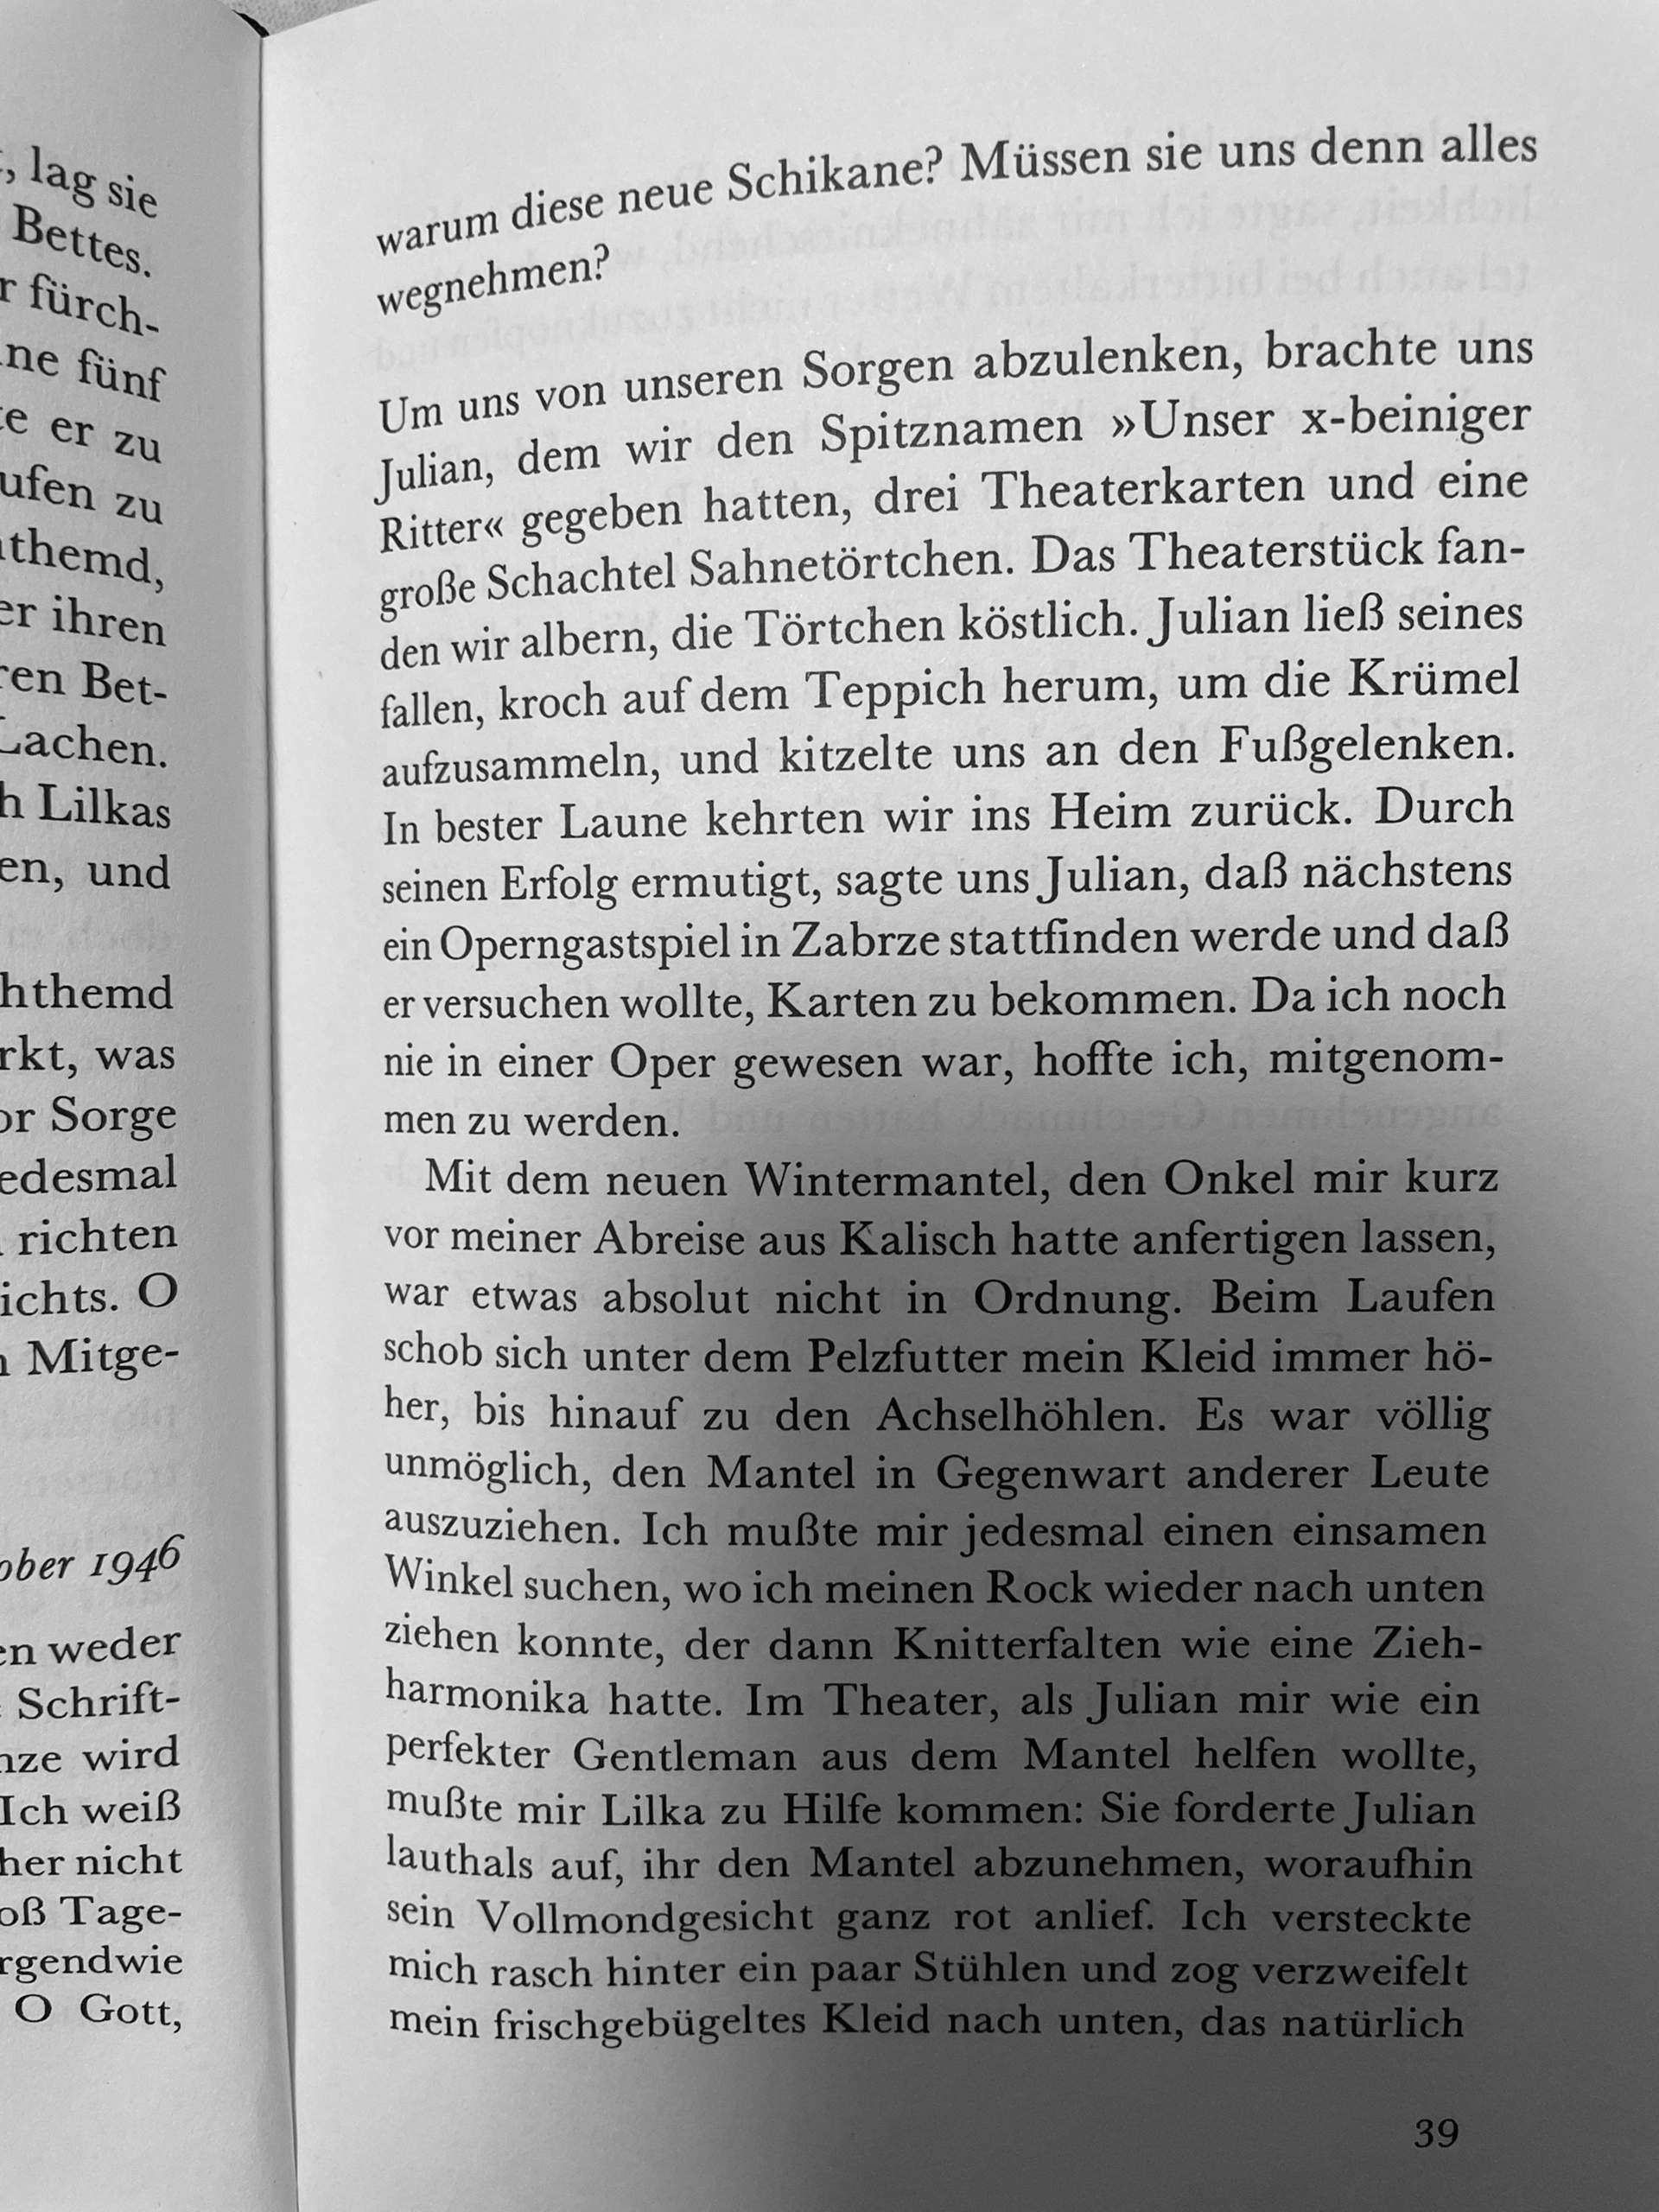 , lag sie
Bettes.
r fürch-
ne fünf
er zu
ufen zu
themd,
er ihren
ren Bet-
Lachen.
h Lilkas
en, und
hthemd
rkt, was
or Sorge
edesmal
richten
ichts. O
Mitge-
ober 1946
en weder
Schrift-
nze wird
Ich weiß
her nicht
oß Tage-
rgendwie
O Gott,
warum diese neue Schikane? Müssen sie uns denn alles
wegnehmen?
Um uns von unseren Sorgen abzulenken, brachte uns
Julian, dem wir den Spitznamen »Unser x-beiniger
Ritter« gegeben hatten, drei Theaterkarten und eine
große Schachtel Sahnetörtchen. Das Theaterstück fan-
den wir albern, die Törtchen köstlich. Julian ließ seines
fallen, kroch auf dem Teppich herum, um die Krümel
aufzusammeln, und kitzelte uns an den Fußgelenken.
In bester Laune kehrten wir ins Heim zurück. Durch
seinen Erfolg ermutigt, sagte uns Julian, daß nächstens
ein Operngastspiel in Zabrze stattfinden werde und daß
er versuchen wollte, Karten zu bekommen. Da ich noch
nie in einer Oper gewesen war, hoffte ich, mitgenom-
men zu werden.
Mit dem neuen Wintermantel, den Onkel mir kurz
vor meiner Abreise aus Kalisch hatte anfertigen lassen,
war etwas absolut nicht in Ordnung. Beim Laufen
schob sich unter dem Pelzfutter mein Kleid immer hö-
her, bis hinauf zu den Achselhöhlen. Es war völlig
unmöglich, den Mantel in Gegenwart anderer Leute
auszuziehen. Ich mußte mir jedesmal einen einsamen
Winkel suchen, wo ich meinen Rock wieder nach unten
ziehen konnte, der dann Knitterfalten wie eine Zieh-
harmonika hatte. Im Theater, als Julian mir wie ein
perfekter Gentleman aus dem Mantel helfen wollte,
mußte mir Lilka zu Hilfe kommen: Sie forderte Julian
lauthals auf, ihr den Mantel abzunehmen, woraufhin
sein Vollmondgesicht ganz rot anlief. Ich versteckte
mich rasch hinter ein paar Stühlen und zog verzweifelt
mein frischgebügeltes Kleid nach unten, das natürlich
39